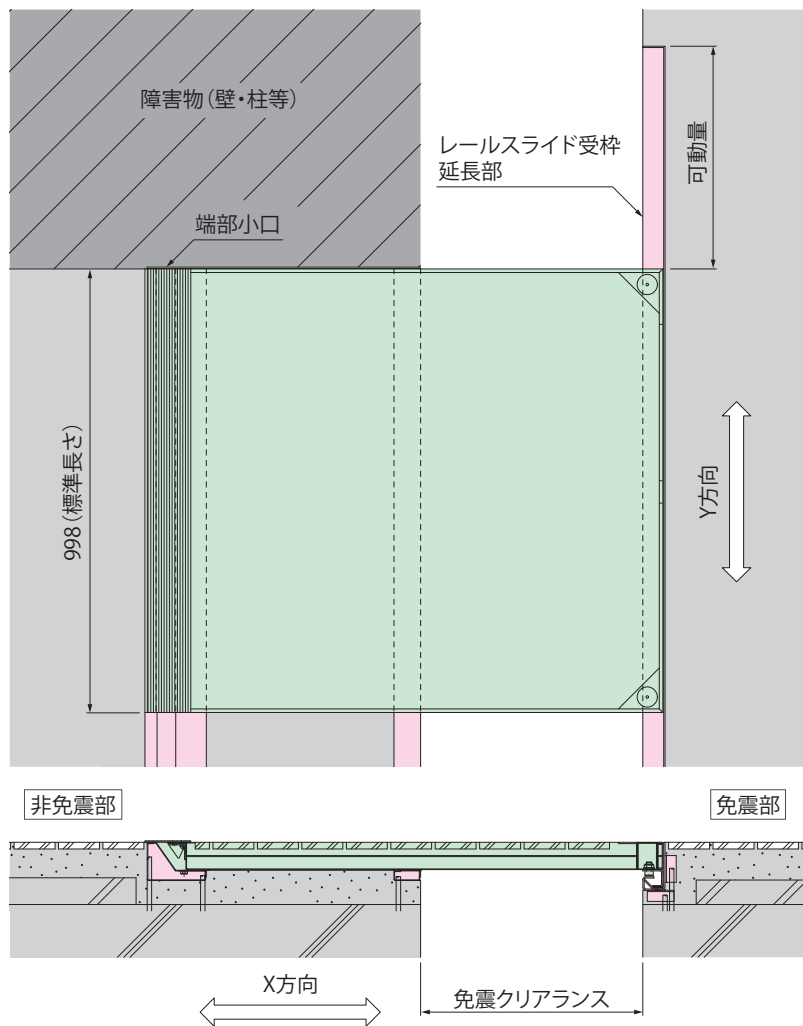 障害物（壁・柱等）
レールスライド受枠
延長部
可動量
端部小口
998（標準長さ）
Y方向
非免震部
免震部
X方向
免震クリアランス